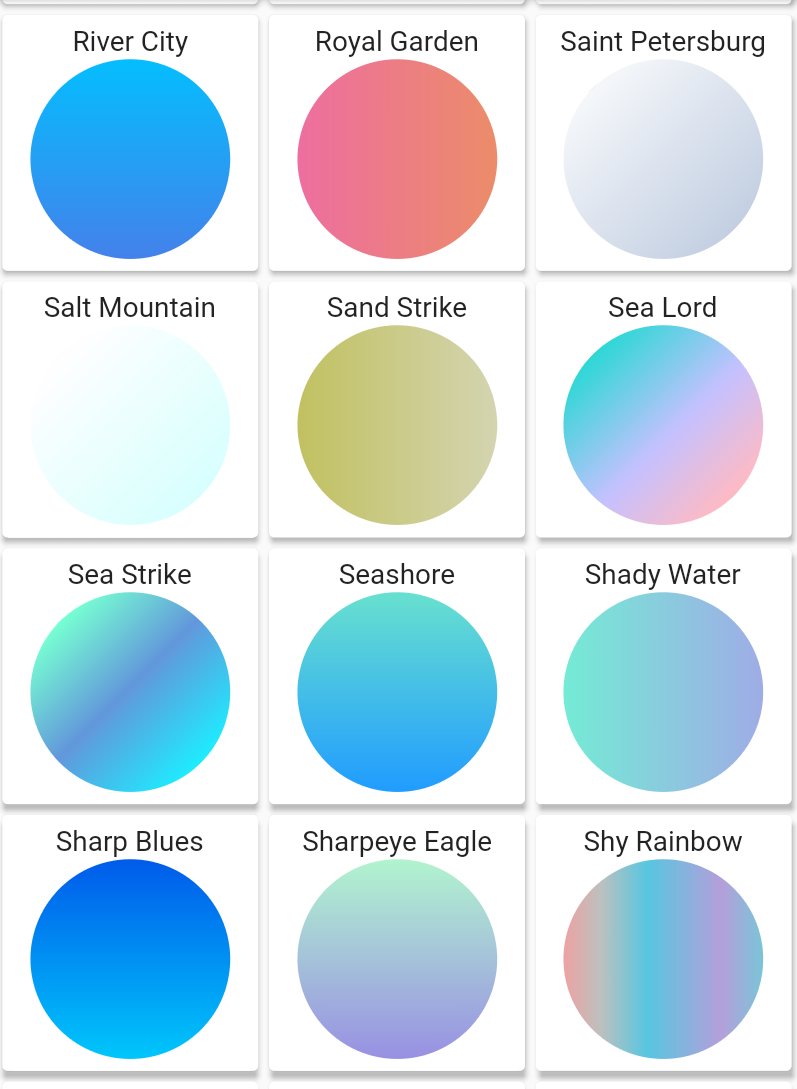 River City
Royal Garden
Saint Petersburg
Salt Mountain
Sand Strike
Sea Lord
Sea Strike
Seashore
Shady Water
Sharp Blues
Sharpeye Eagle
Shy Rainbow